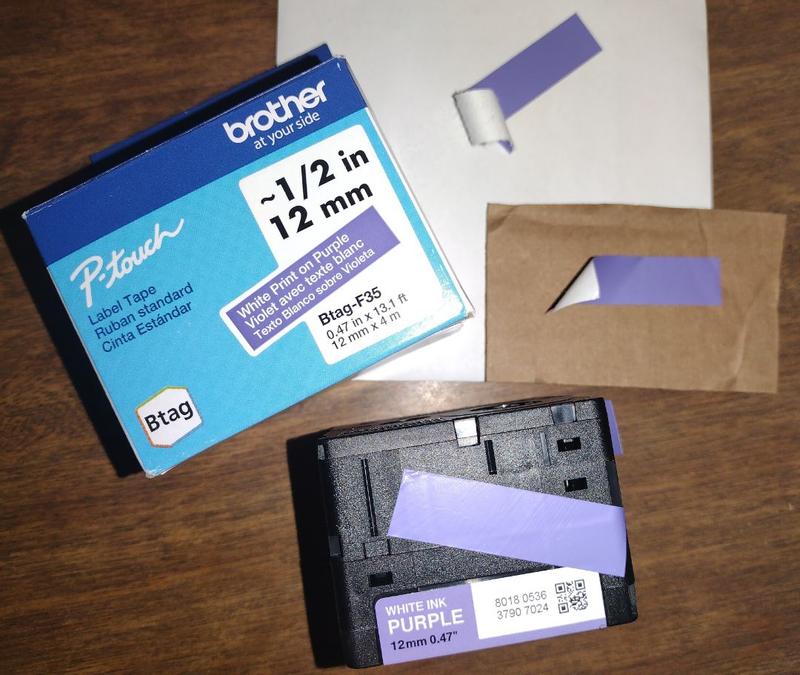 brother
at your side
~1/2 in
12 mm
P-touch
Label Tape
Ruban standard
Cinta Estándar
White Print on Purple
Violet avec texte blanc
Texto Blanco sobre Violeta
Btag-F35
0.47 in x 13.1 ft
12 mm x 4 m
Btag
WHITE INK
PURPLE
12mm 0.47"
8018 0536
3790 7024